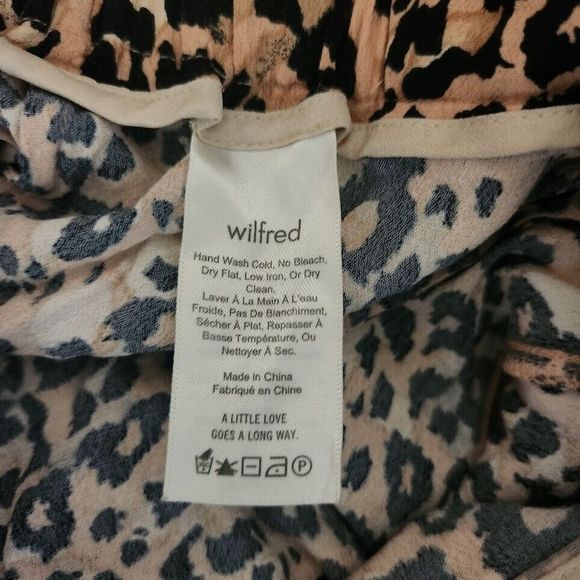 wilfred
Hand Wash Cold, No Bleach,
Dry Flat, Low Iron, Or Dry
Clean.
Laver À La Main À L'eau
Froide, Pas De Blanchiment,
Sécher À Plat, Repasser À
Basse Température, Ou
Nettoyer À Sec.
Made in China
Fabriqué en Chine
A LITTLE LOVE
GOES A LONG WAY.
P